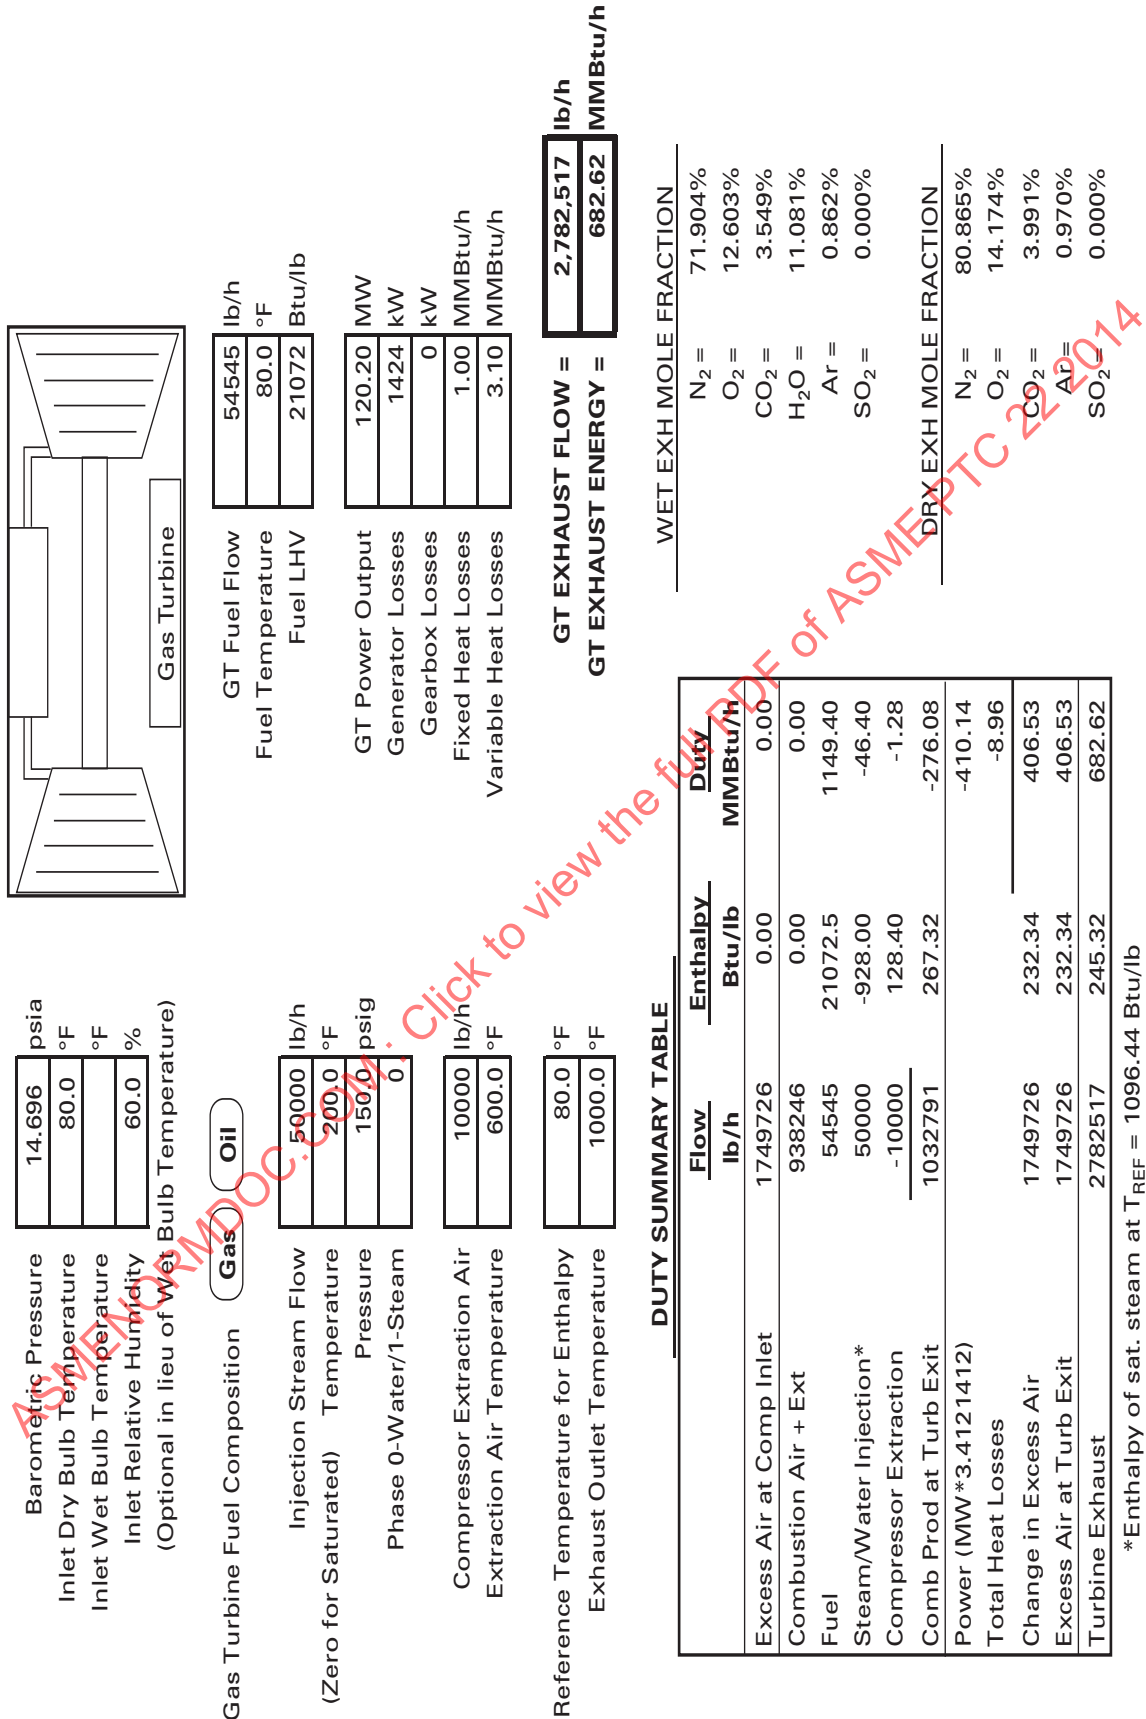 Barometric Pressure 14.696 psia
Inlet Dry Bulb Temperature 80.0 °F
Inlet Wet Bulb Temperature °F
Inlet Relative Humidity 60.0 %
(Optional in lieu of Wet Bulb Temperature)
Gas Turbine Fuel Composition Gas Oil
Injection Stream Flow 50000 lb/h
(Zero for Saturated) Temperature 200.0 °F
Pressure 150.0 psig
Phase 0-Water/1-Steam 0
Compressor Extraction Air 10000 lb/h
Extraction Air Temperature 600.0 °F
Reference Temperature for Enthalpy 80.0 °F
Exhaust Outlet Temperature 1000.0 °F
Gas Turbine
GT Fuel Flow 54545 lb/h
Fuel Temperature 80.0 °F
Fuel LHV 21072 Btu/lb
GT Power Output 120.20 MW
Generator Losses 1424 kW
Gearbox Losses 0 kW
Fixed Heat Losses 1.00 MMBtu/h
Variable Heat Losses 3.10 MMBtu/h
GT EXHAUST FLOW = 2,782,517 lb/h
GT EXHAUST ENERGY = 682.62 MMBtu/h
DUTY SUMMARY TABLE
Flow Enthalpy Duty
lb/h Btu/lb MMBtu/h
Excess Air at Comp Inlet 1749726 0.00 0.00
Combustion Air + Ext 938246 0.00 0.00
Fuel 54545 21072.5 1149.40
Steam/Water Injection* 50000 -928.00 -46.40
Compressor Extraction -10000 128.40 -1.28
Comb Prod at Turb Exit 1032791 267.32 -276.08
Power (MW*3.4121412) -410.14
Total Heat Losses -8.96
Change in Excess Air 1749726 232.34 406.53
Excess Air at Turb Exit 1749726 232.34 406.53
Turbine Exhaust 2782517 245.32 682.62
*Enthalpy of sat. steam at TREF = 1096.44 Btu/lb
WET EXH MOLE FRACTION
N2 = 71.904%
O2 = 12.603%
CO2 = 3.549%
H2O = 11.081%
Ar = 0.862%
SO2 = 0.000%
DRY EXH MOLE FRACTION
N2 = 80.865%
O2 = 14.174%
CO2 = 3.991%
Ar = 0.970%
SO2 = 0.000%
ASMENORMDOC.COM : Click to view the full PDF of ASME PTC 22 2014